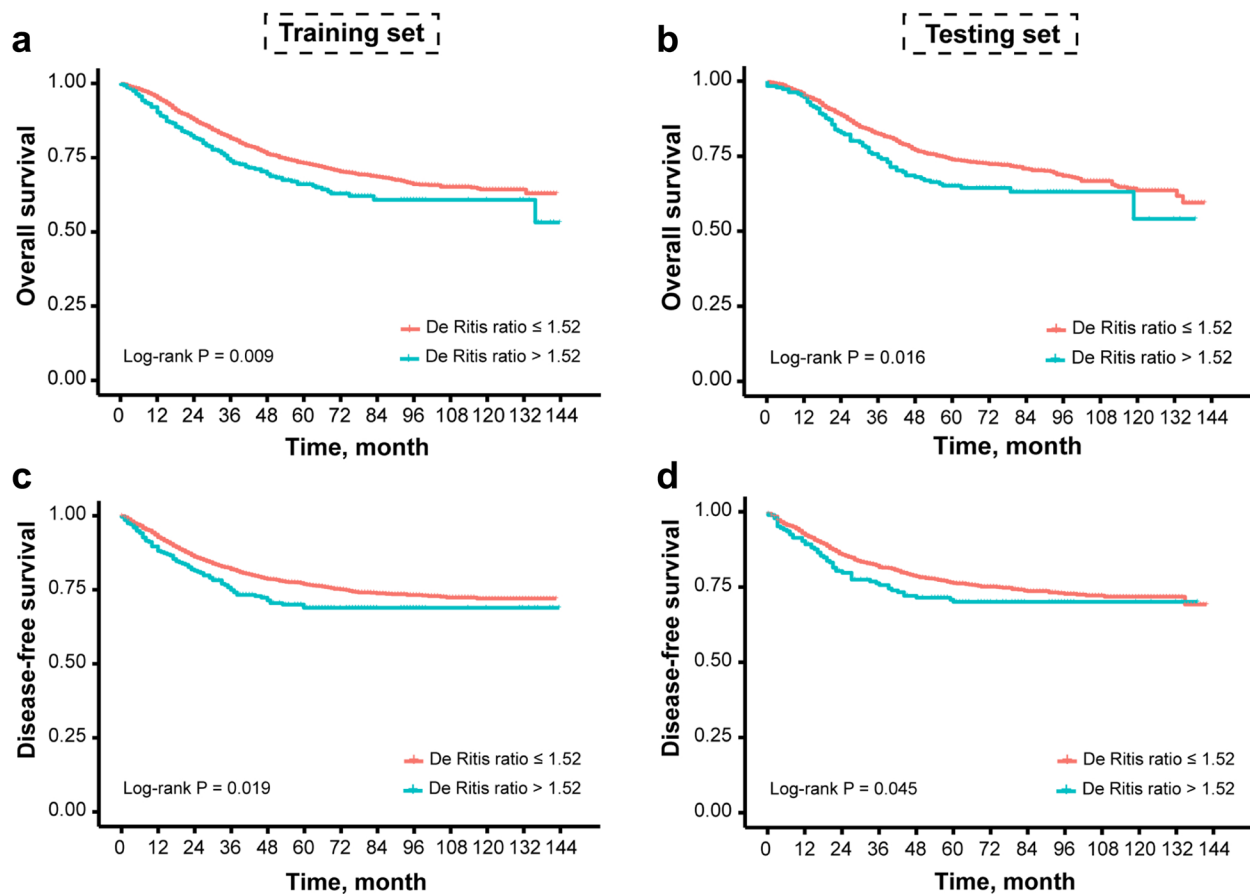 a
Training set
Overall survival
1.00
0.75
0.50
0.25
0.00
De Ritis ratio ≤ 1.52
De Ritis ratio > 1.52
Log-rank P = 0.009
0 12 24 36 48 60 72 84 96 108 120 132 144
Time, month
b
Testing set
Overall survival
1.00
0.75
0.50
0.25
0.00
De Ritis ratio ≤ 1.52
De Ritis ratio > 1.52
Log-rank P = 0.016
0 12 24 36 48 60 72 84 96 108 120 132 144
Time, month
c
Disease-free survival
1.00
0.75
0.50
0.25
0.00
De Ritis ratio ≤ 1.52
De Ritis ratio > 1.52
Log-rank P = 0.019
0 12 24 36 48 60 72 84 96 108 120 132 144
Time, month
d
Disease-free survival
1.00
0.75
0.50
0.25
0.00
De Ritis ratio ≤ 1.52
De Ritis ratio > 1.52
Log-rank P = 0.045
0 12 24 36 48 60 72 84 96 108 120 132 144
Time, month